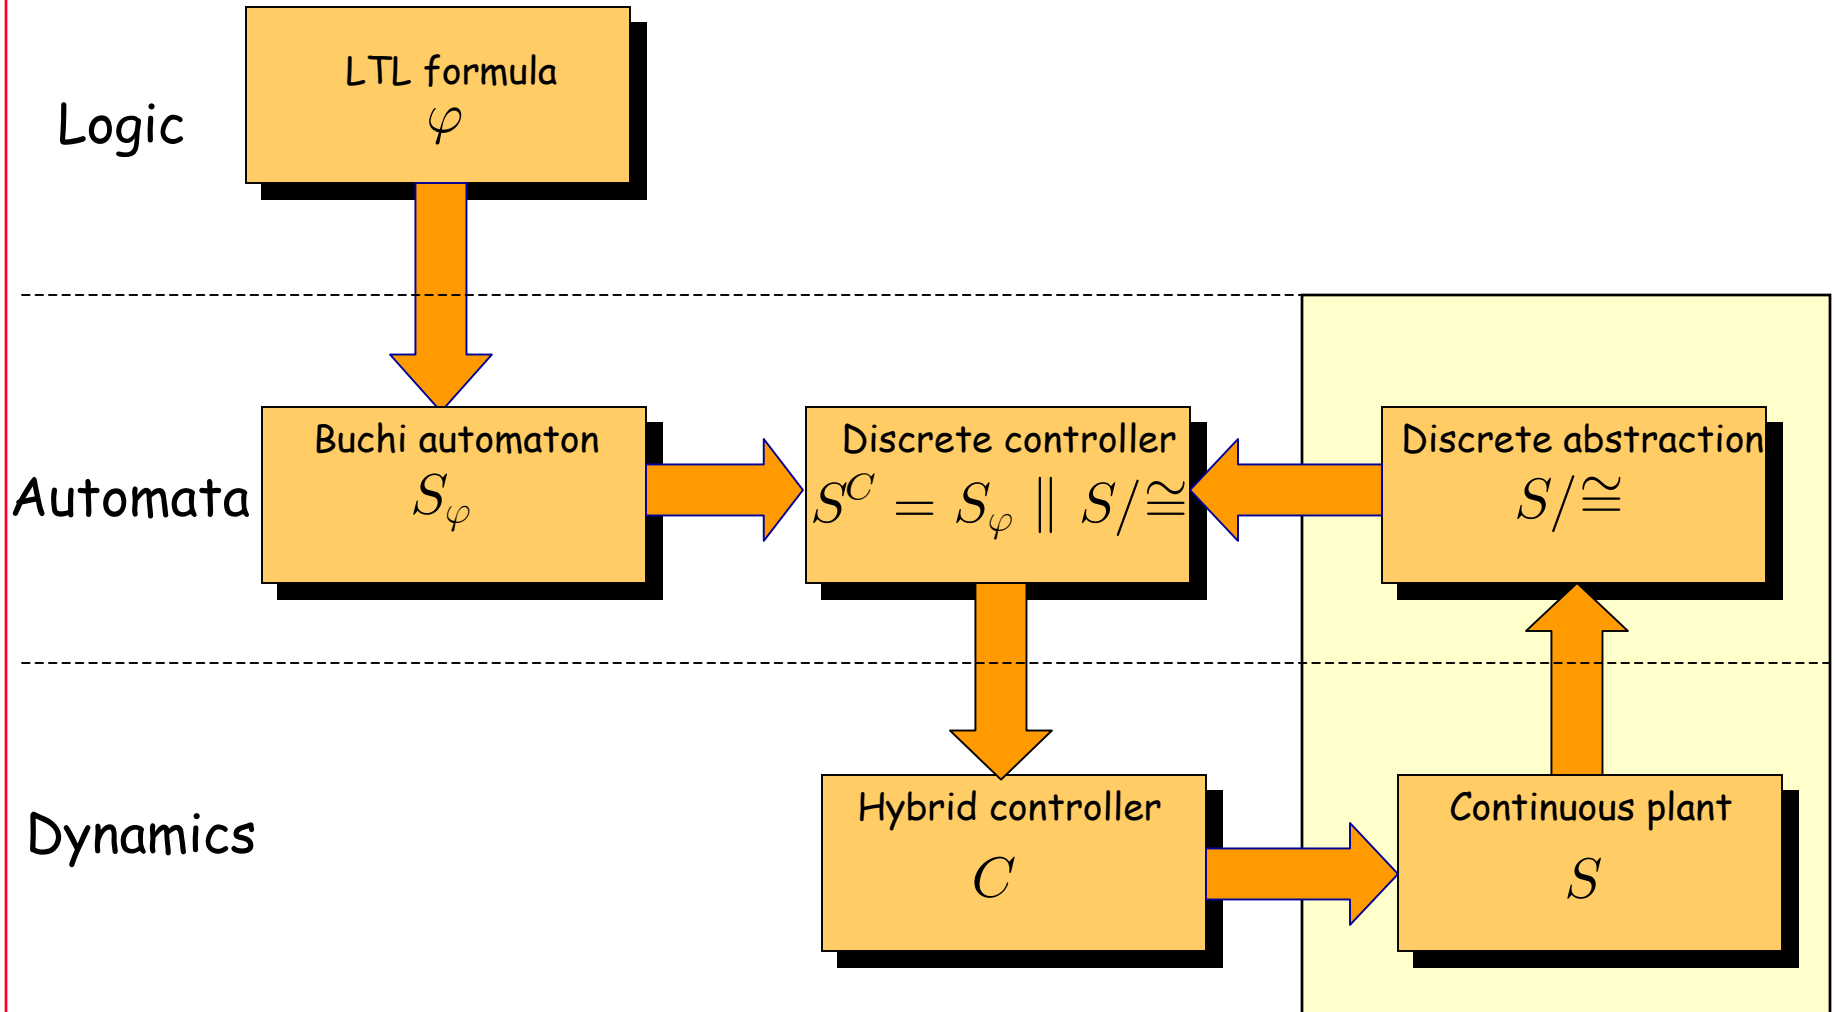 LTL formula
φ
Logic
Buchi automaton
S_φ
Discrete controller
S^C = S_φ ∥ S/≅
Discrete abstraction
S/≅
Automata
Hybrid controller
C
Continuous plant
S
Dynamics